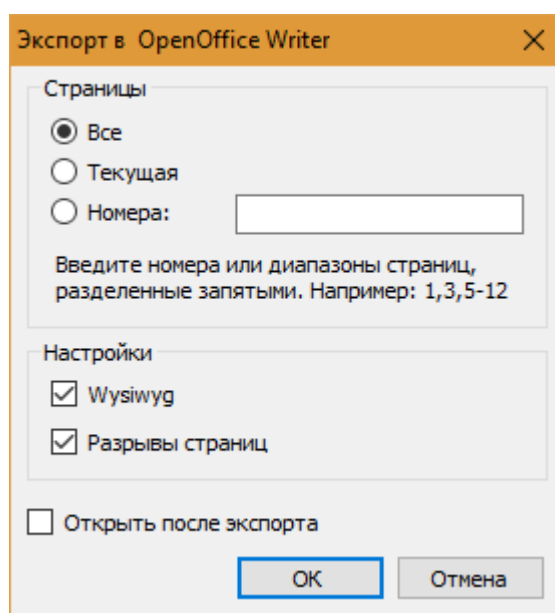 Экспорт в OpenOffice Writer
Страницы
Все
Текущая
Номера:
Введите номера или диапазоны страниц,
разделенные запятыми. Например: 1,3,5-12
Настройки
Wysiwyg
Разрывы страниц
Открыть после экспорта
ОК Отмена